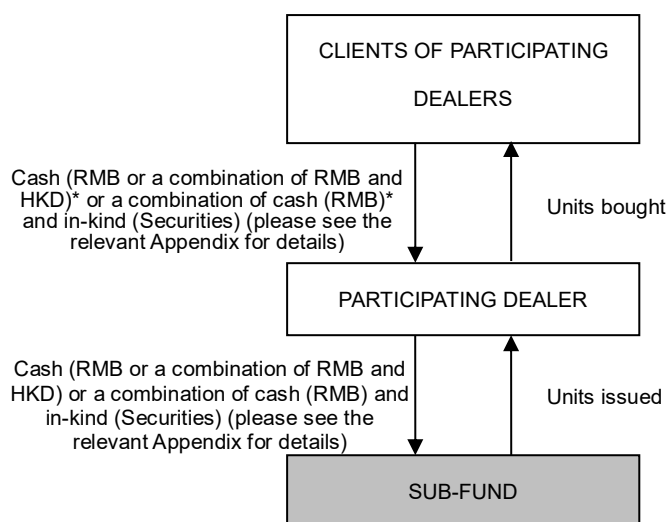 CLIENTS OF PARTICIPATING
DEALERS
Cash (RMB or a combination of RMB and
HKD)* or a combination of cash (RMB)*
and in-kind (Securities) (please see the
relevant Appendix for details)
Units bought
PARTICIPATING DEALER
Cash (RMB or a combination of RMB and
HKD) or a combination of cash (RMB) and
in-kind (Securities) (please see the
relevant Appendix for details)
Units issued
SUB-FUND